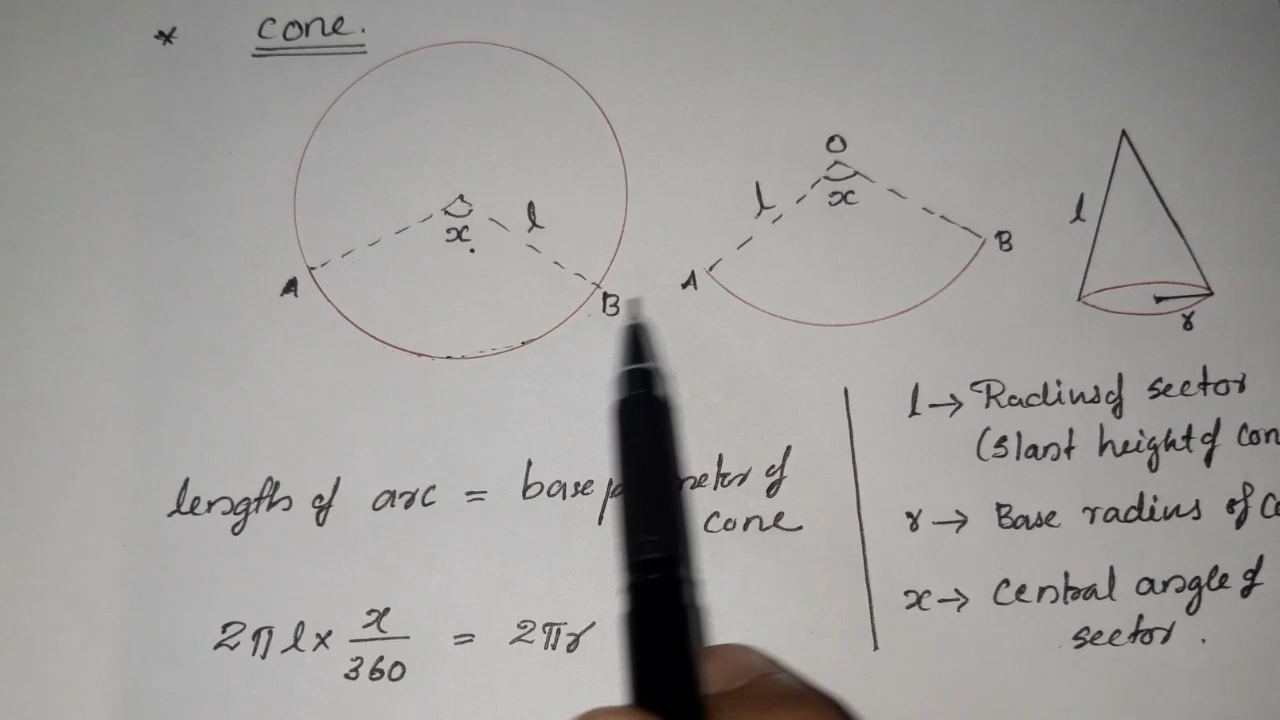 * cone.
x
l
A
B
O
l
x
A
B
l
r
length of arc = base
cone
2πl × x/360 = 2πr
l → Radius of sector
(slant height of
r → Base radius of
x → Central angle of
sector.